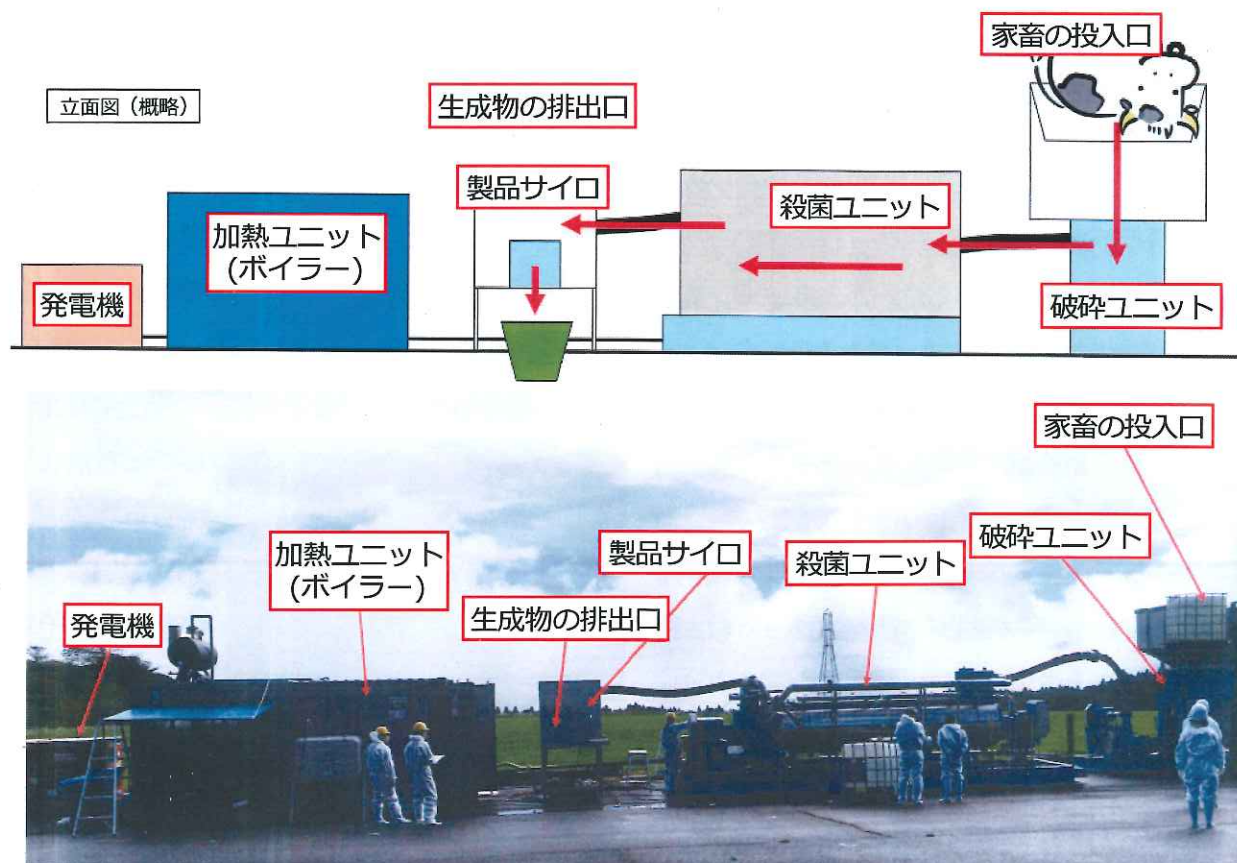 家畜の投入口
立面図（概略）
生成物の排出口
製品サイロ
殺菌ユニット
加熱ユニット
(ボイラー)
発電機
破砕ユニット
家畜の投入口
破砕ユニット
加熱ユニット
(ボイラー)
製品サイロ
殺菌ユニット
生成物の排出口
発電機